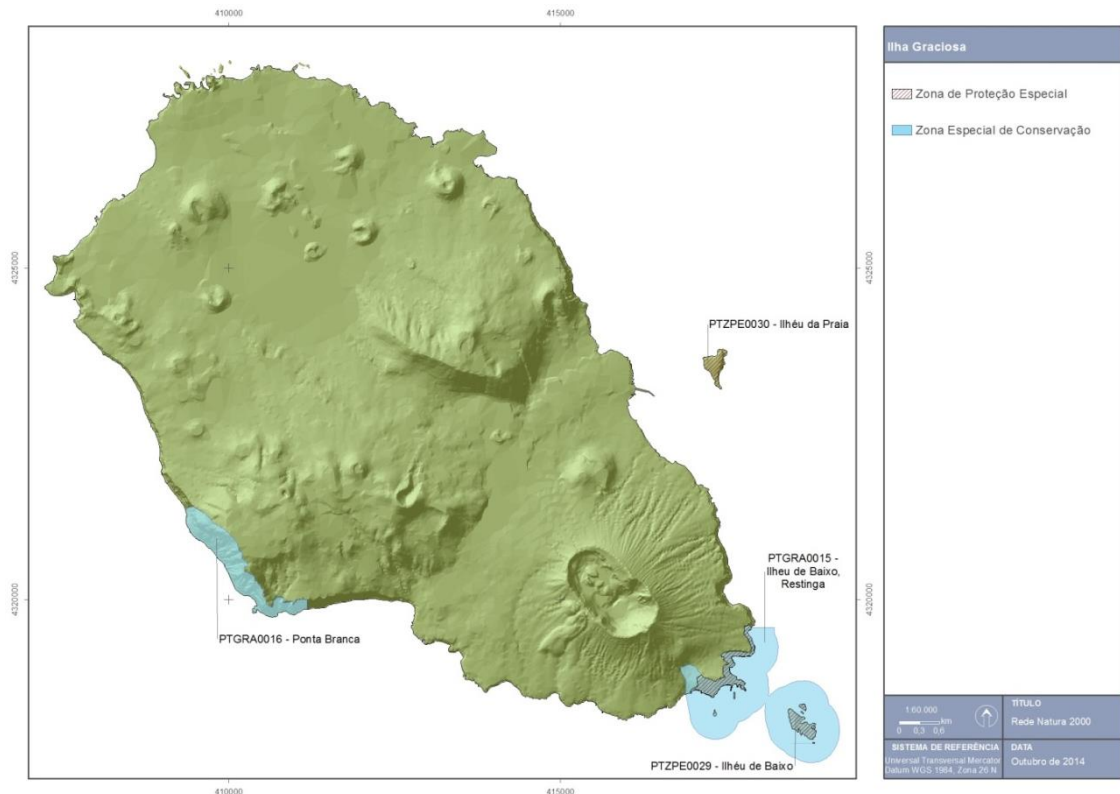 410000
415000
Ilha Graciosa
Zona de Proteção Especial
Zona Especial de Conservação
4325000
4325000
PTZPE0030 - Ilhéu da Praia
PTGRA0015 -
Ilheu de Baixo,
Restinga
4320000
4320000
PTGRA0016 - Ponta Branca
PTZPE0029 - Ilhéu de Baixo
1:60.000
km
0 0,3 0,6
TÍTULO
Rede Natura 2000
SISTEMA DE REFERÊNCIA
Universal Transversal Mercator
Datum WGS 1984, Zona 26 N
DATA
Outubro de 2014
410000
415000